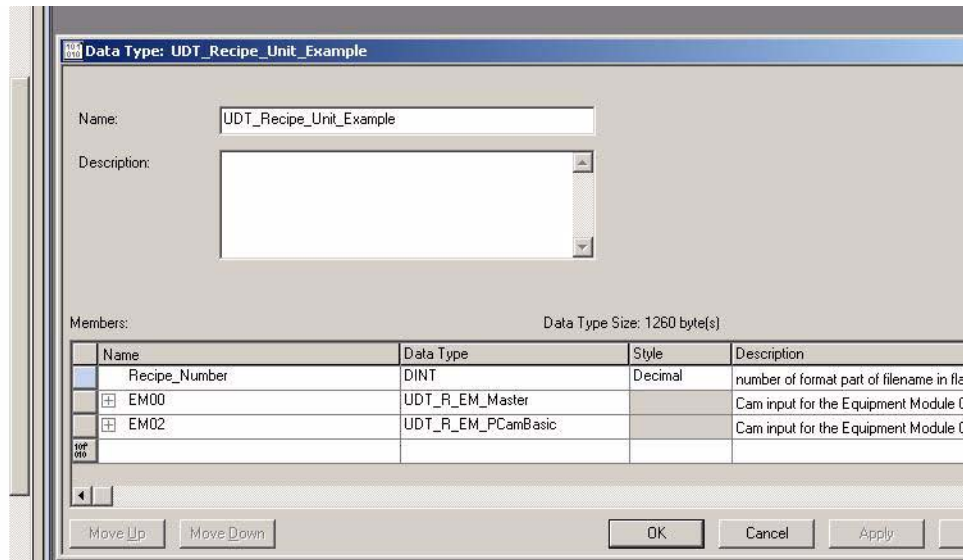 Data Type: UDT_Recipe_Unit_Example
Name: UDT_Recipe_Unit_Example
Description:
Members: Data Type Size: 1260 byte(s)
Name Data Type Style Description
Recipe_Number DINT Decimal number of format part of filename in fla
EM00 UDT_R_EM_Master Cam input for the Equipment Module
EM02 UDT_R_EM_PCamBasic Cam input for the Equipment Module
Move Up Move Down OK Cancel Apply